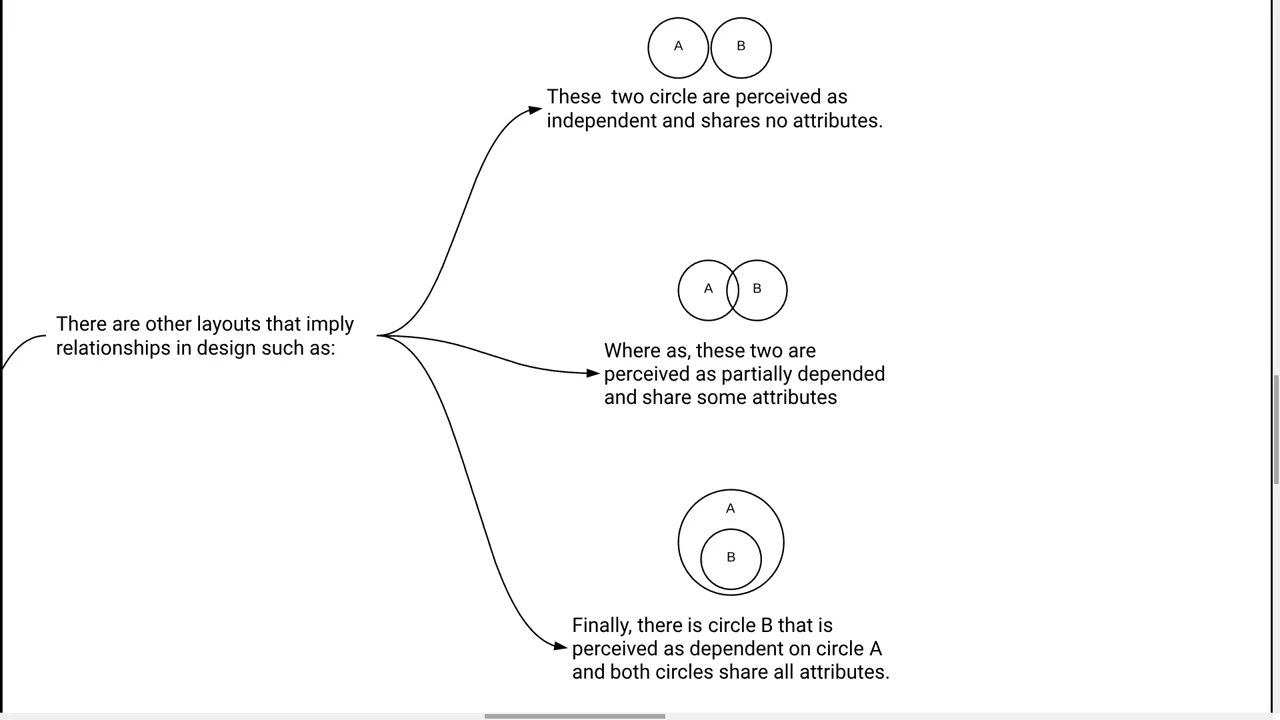 A B
These  two circle are perceived as
independent and shares no attributes.
There are other layouts that imply
relationships in design such as:
A B
Where as, these two are
perceived as partially depended
and share some attributes
A
B
Finally, there is circle B that is
perceived as dependent on circle A
and both circles share all attributes.